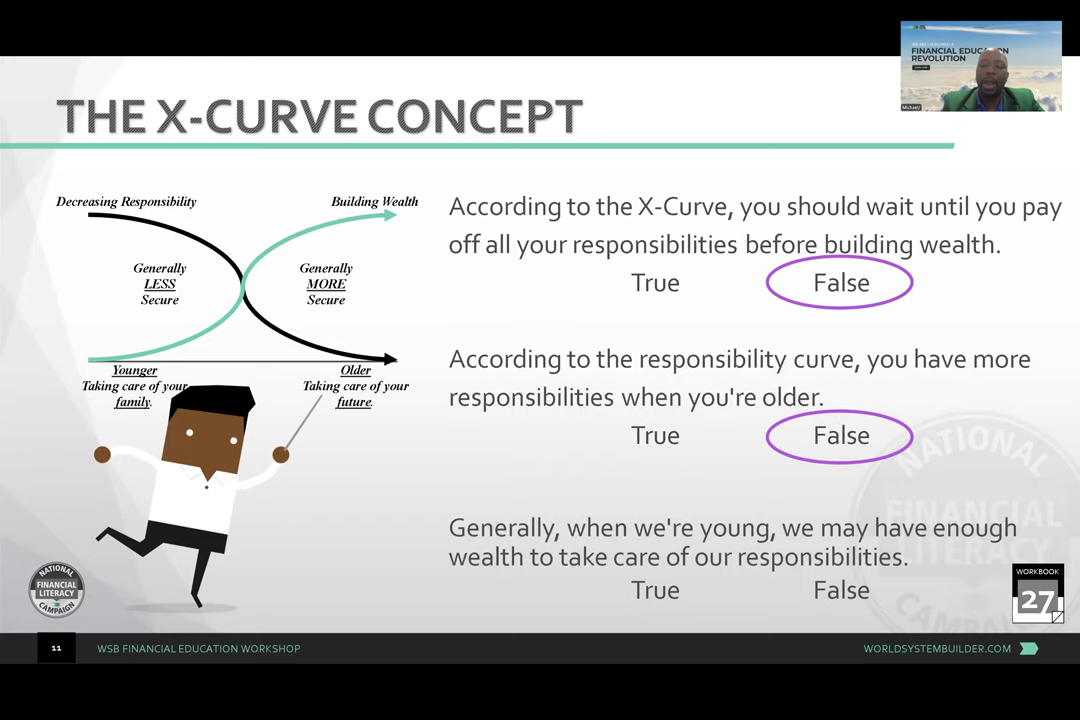 FINANCIAL EDUCATION
REVOLUTION
Michael
THE X-CURVE CONCEPT
Decreasing Responsibility
Building Wealth
Generally
LESS
Secure
Generally
MORE
Secure
Younger
Taking care of your
family.
Older
Taking care of your
future.
According to the X-Curve, you should wait until you pay
off all your responsibilities before building wealth.
True False
According to the responsibility curve, you have more
responsibilities when you're older.
True False
Generally, when we're young, we may have enough
wealth to take care of our responsibilities.
True False
NATIONAL
FINANCIAL
LITERACY
CAMPAIGN
NATIONAL
FINANCIAL
LITERACY
CAMPAIGN
WORKBOOK
27
11
WSB FINANCIAL EDUCATION WORKSHOP
WORLDSYSTEMBUILDER.COM